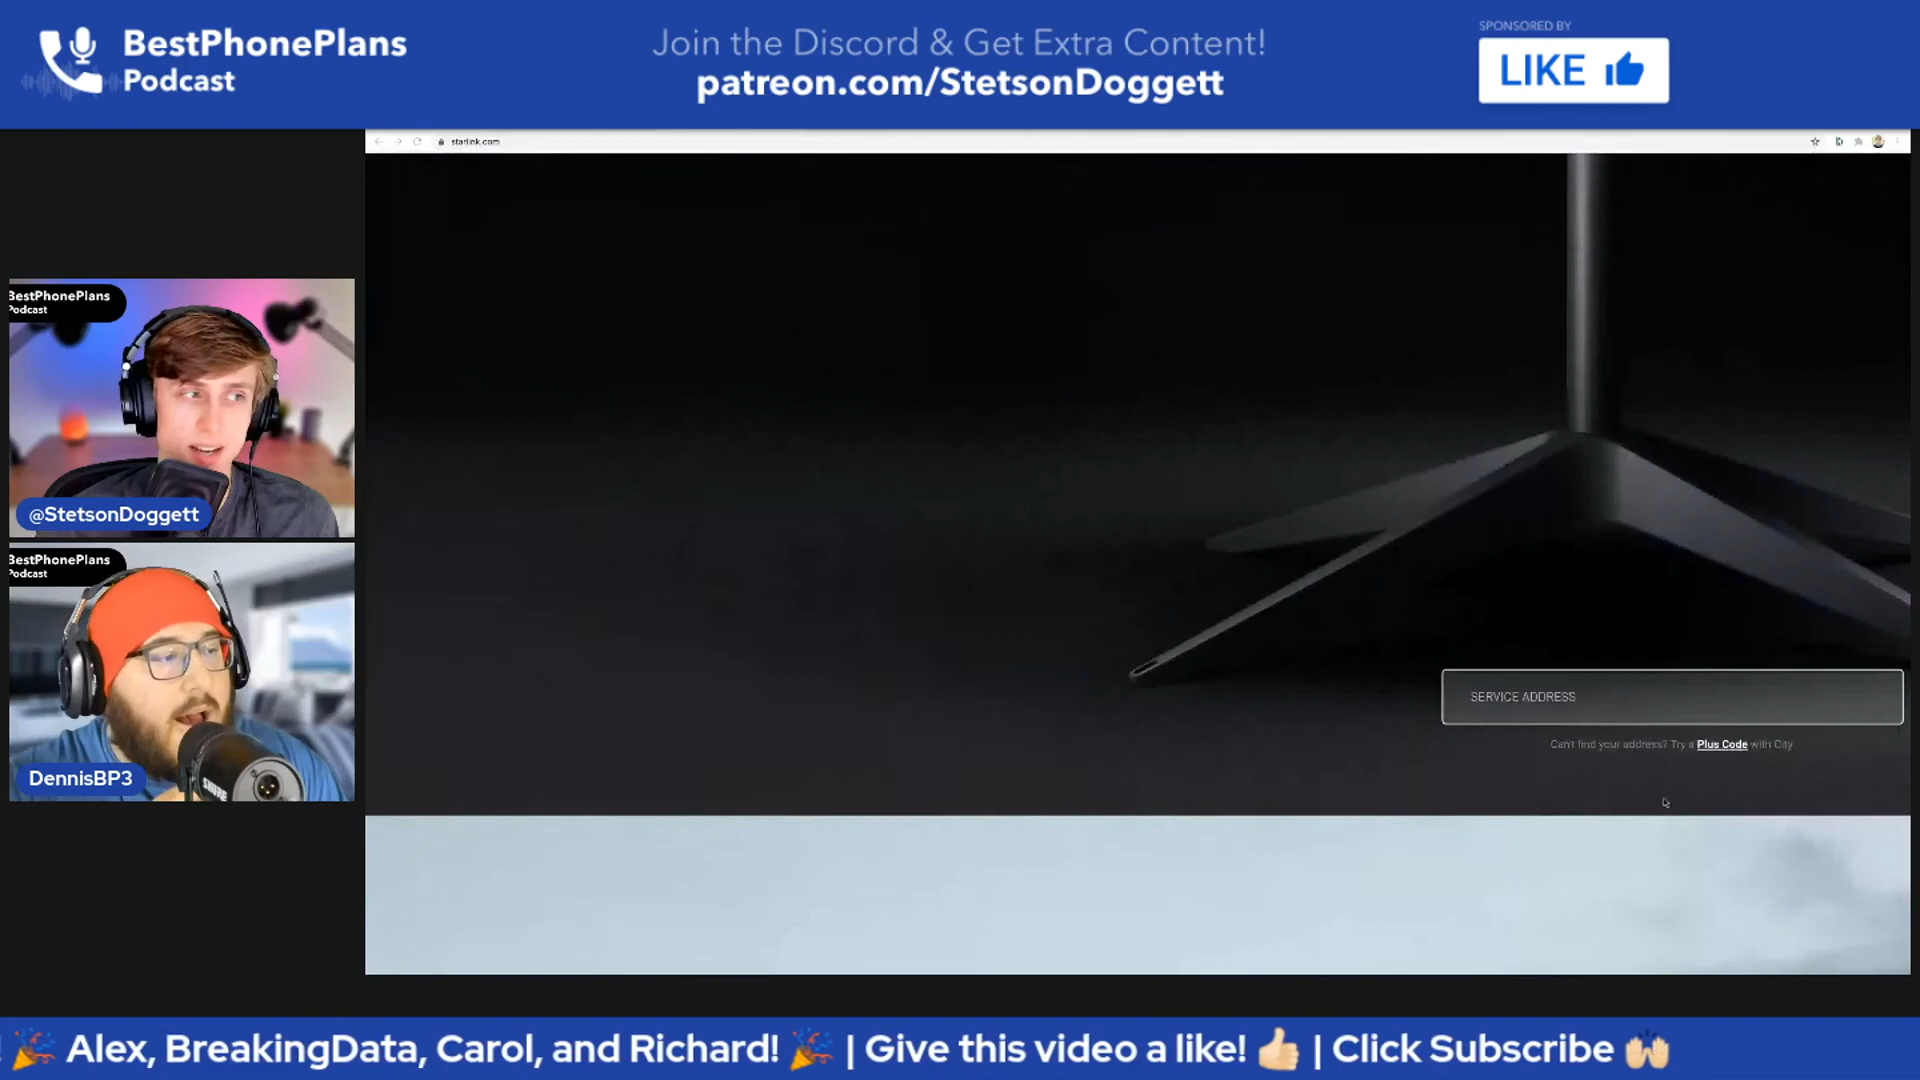 BestPhonePlans
Podcast
Join the Discord & Get Extra Content!
patreon.com/StetsonDoggett
SPONSORED BY
LIKE
starlink.com
BestPhonePlans
Podcast
@StetsonDoggett
BestPhonePlans
Podcast
SHURE
DennisBP3
SERVICE ADDRESS
Can't find your address? Try a Plus Code with City
! 🎉 Alex, BreakingData, Carol, and Richard! 🎉 | Give this video a like! 👍🏼 | Click Subscribe 🙌🏼